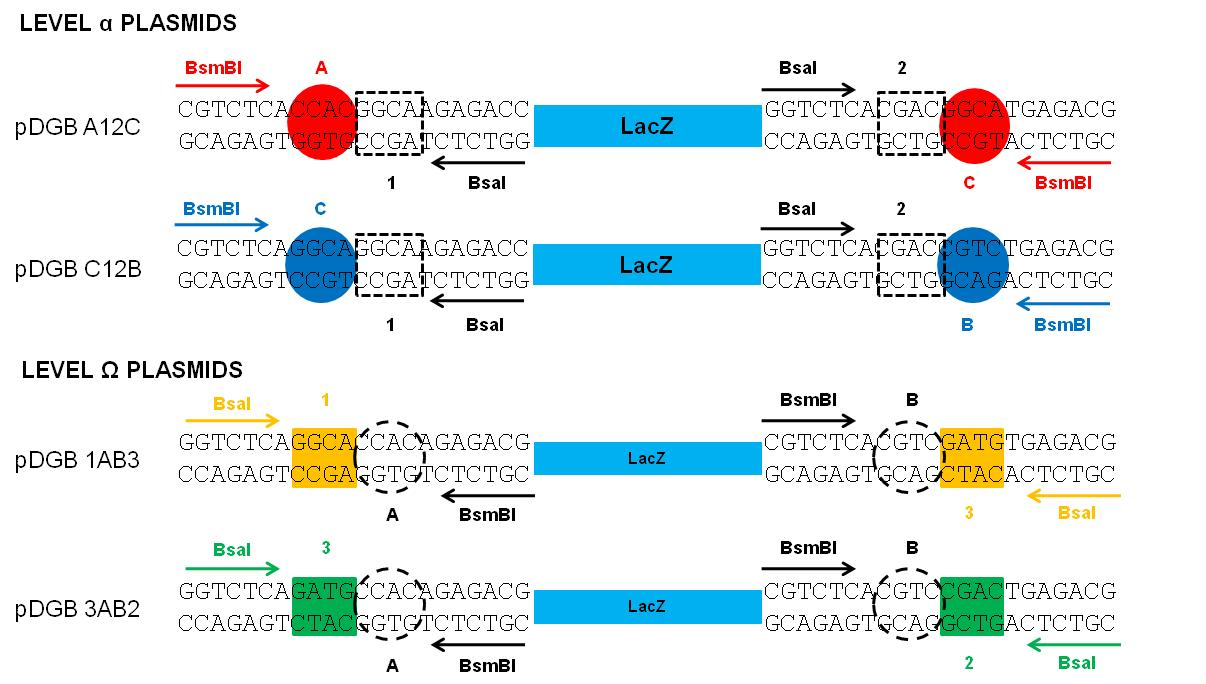 LEVEL α PLASMIDS
BsmBI A BsaI 2
CGTCTCACCACGGCAAGAGACC GGTCTCACGACGGCATGAGACG
pDGB A12C LacZ
GCAGAGTGGTGCCGATCTCTGG CCAGAGTGCTGCCGTACTCTGC
1 BsaI C BsmBI
BsmBI C BsaI 2
CGTCTCAGGCAGGCAAGAGACC GGTCTCACGACCGTCTGAGACG
pDGB C12B LacZ
GCAGAGTCCGTCCGATCTCTGG CCAGAGTGCTGGCAGACTCTGC
1 BsaI B BsmBI
LEVEL Ω PLASMIDS
BsaI 1 BsmBI B
GGTCTCAGGCACCACAGAGACG CGTCTCACGTCGATGTGAGACG
pDGB 1AB3 LacZ
CCAGAGTCCGAGGTGTCTCTGC GCAGAGTGCAGCTACACTCTGC
A BsmBI 3 BsaI
BsaI 3 BsmBI B
GGTCTCAGATGCCACAGAGACG CGTCTCACGTCCGACTGAGACG
pDGB 3AB2 LacZ
CCAGAGTCTACGGTGTCTCTGC GCAGAGTGCAGGCTGACTCTGC
A BsmBI 2 BsaI